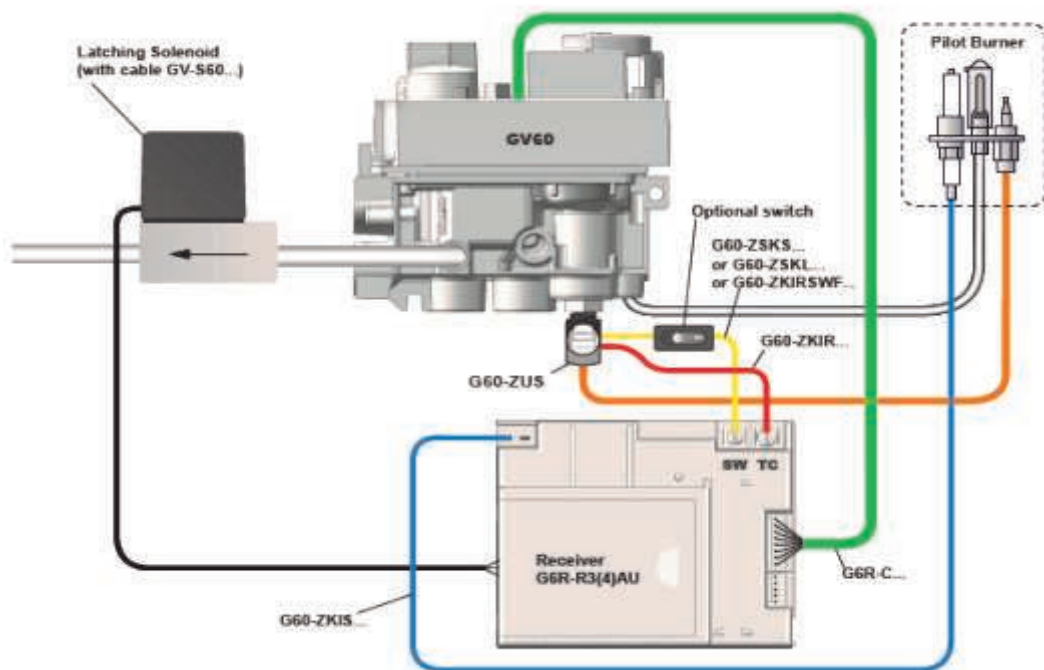 Latching Solenoid
(with cable GV-S60...)
Pilot Burner
GV60
Optional switch
G60-ZSKS...
or G60-ZSKL...
or G60-ZKIRSWF...
G60-ZKIR...
G60-ZUS
SW TC
Receiver
G6R-R3(4)AU
G6R-C...
G60-ZKIS...